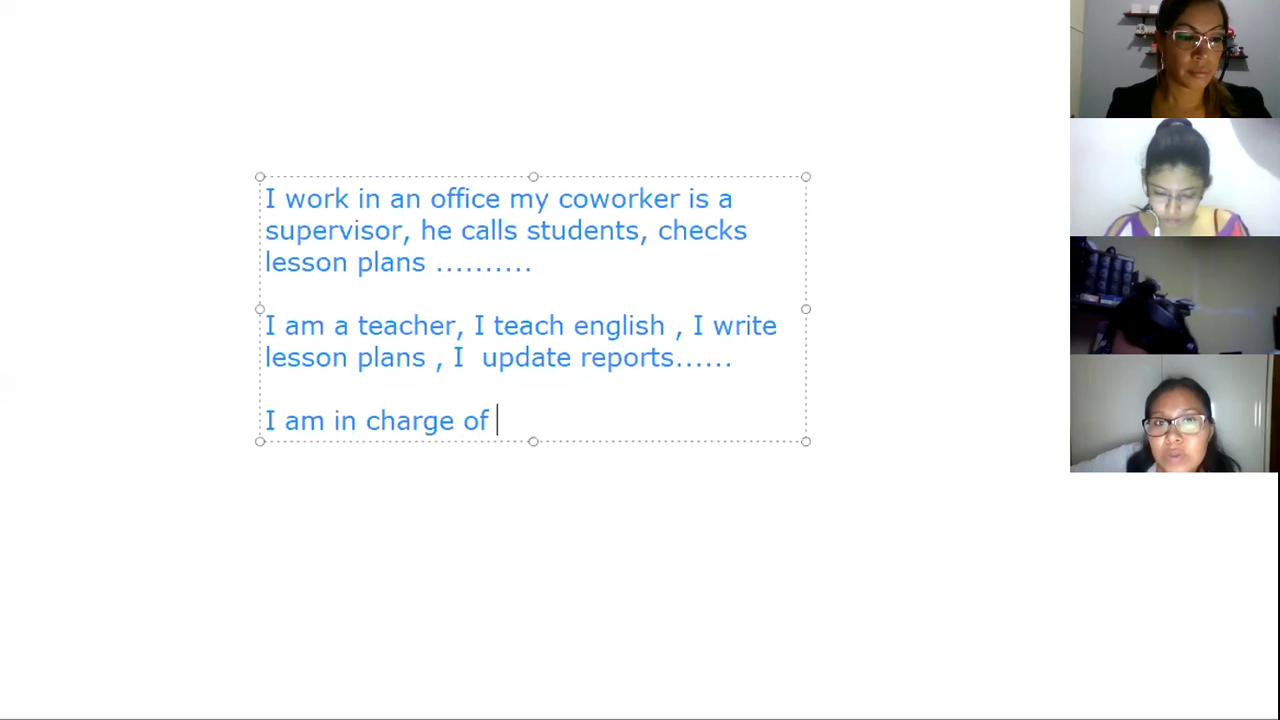 I work in an office my coworker is a
supervisor, he calls students, checks
lesson plans ..........
I am a teacher, I teach english , I write
lesson plans , I  update reports......
I am in charge of